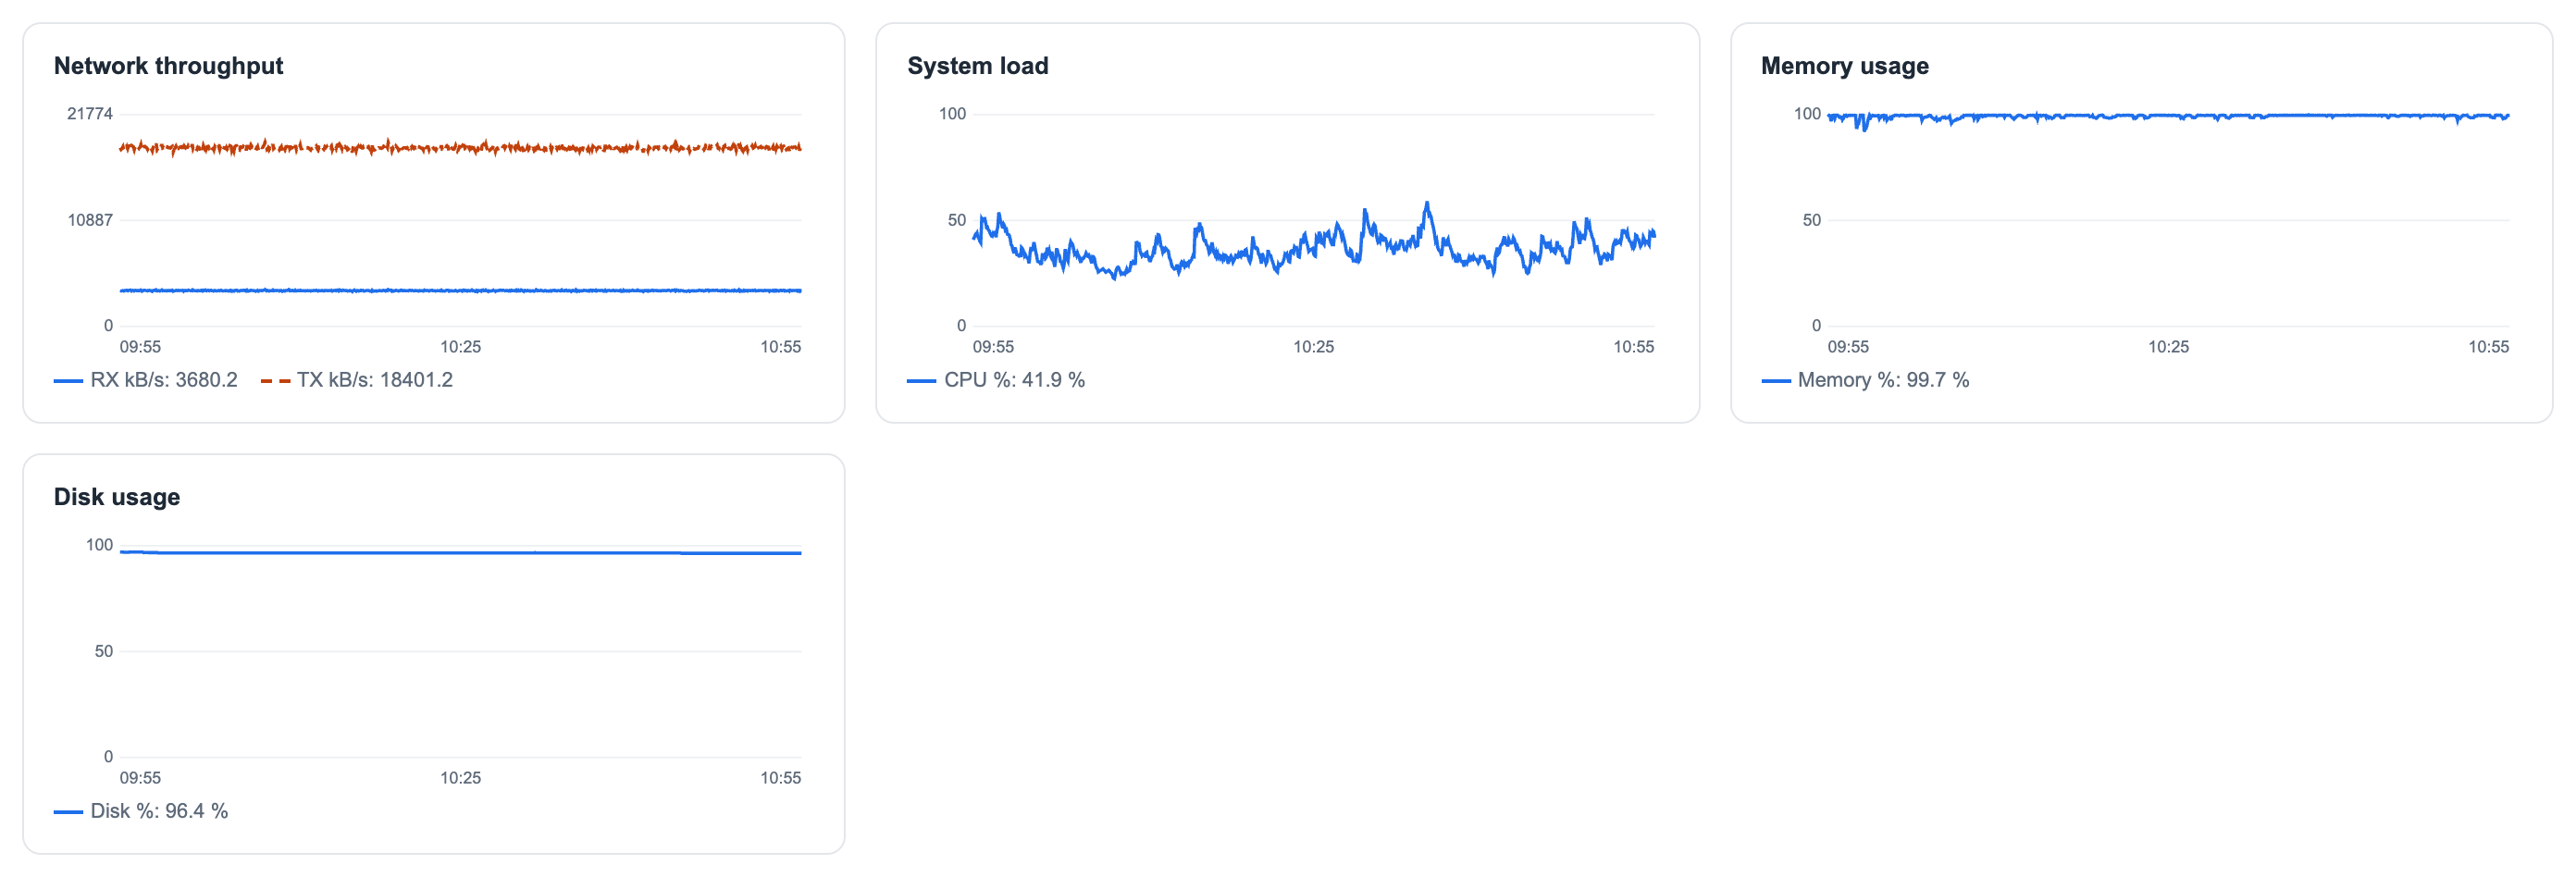 Network throughput
21774
10887
0
09:55 10:25 10:55
RX kB/s: 3680.2 TX kB/s: 18401.2
System load
100
50
0
09:55 10:25 10:55
CPU %: 41.9 %
Memory usage
100
50
0
09:55 10:25 10:55
Memory %: 99.7 %
Disk usage
100
50
0
09:55 10:25 10:55
Disk %: 96.4 %